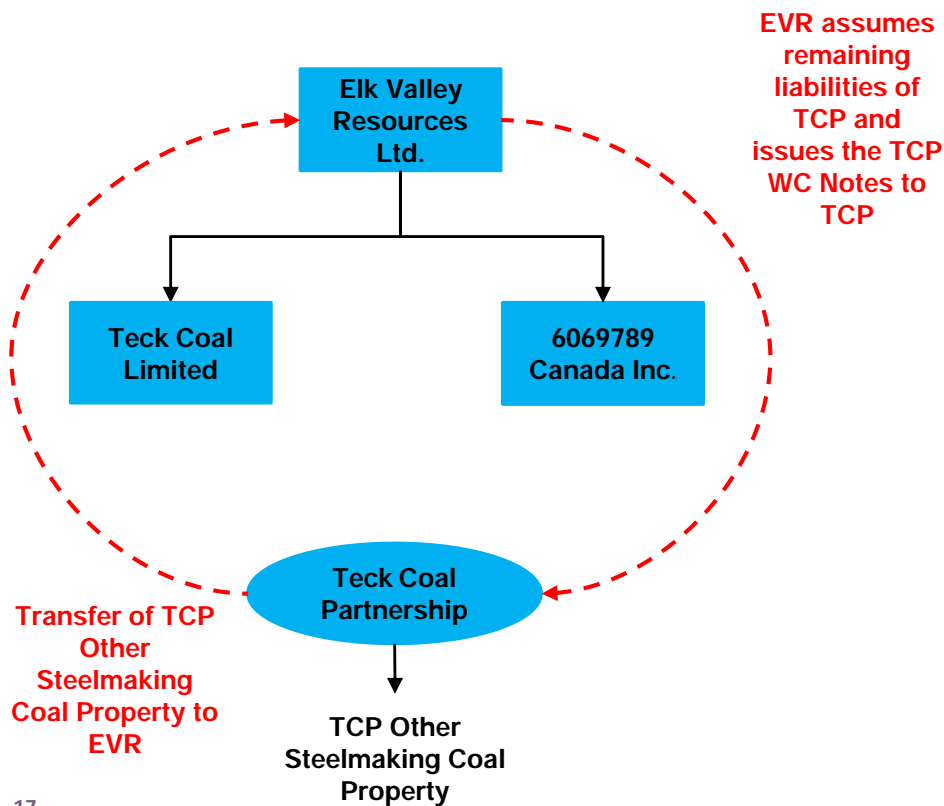 EVR assumes
remaining
liabilities of
TCP and
issues the TCP
WC Notes to
TCP
Elk Valley
Resources
Ltd.
Teck Coal
Limited
6069789
Canada Inc.
Teck Coal
Partnership
Transfer of TCP
Other
Steelmaking
Coal Property to
EVR
TCP Other
Steelmaking Coal
Property
17